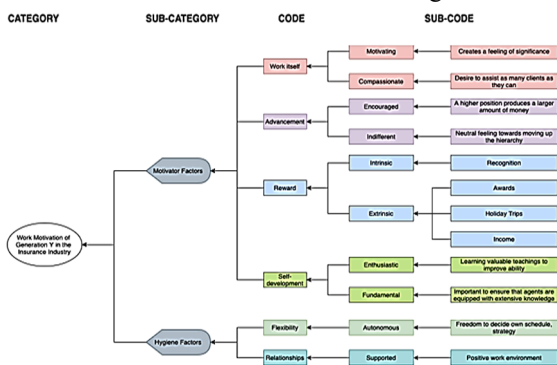 CATEGORY
SUB-CATEGORY
CODE
SUB-CODE
Work Motivation of
Generation Y in the
Insurance Industry
Motivator Factors
Hygiene Factors
Work itself
Advancement
Reward
Self-
development
Flexibility
Relationships
Motivating
Compassionate
Encouraged
Indifferent
Intrinsic
Extrinsic
Enthusiastic
Fundamental
Autonomous
Supported
Creates a feeling of significance
Desire to assist as many clients as
they can
A higher position produces a larger
amount of money
Neutral feeling towards moving up
the hierarchy
Recognition
Awards
Holiday Trips
Income
Learning valuable teachings to
improve ability
Important to ensure that agents are
equipped with extensive knowledge
Freedom to decide own schedule,
strategy
Positive work environment